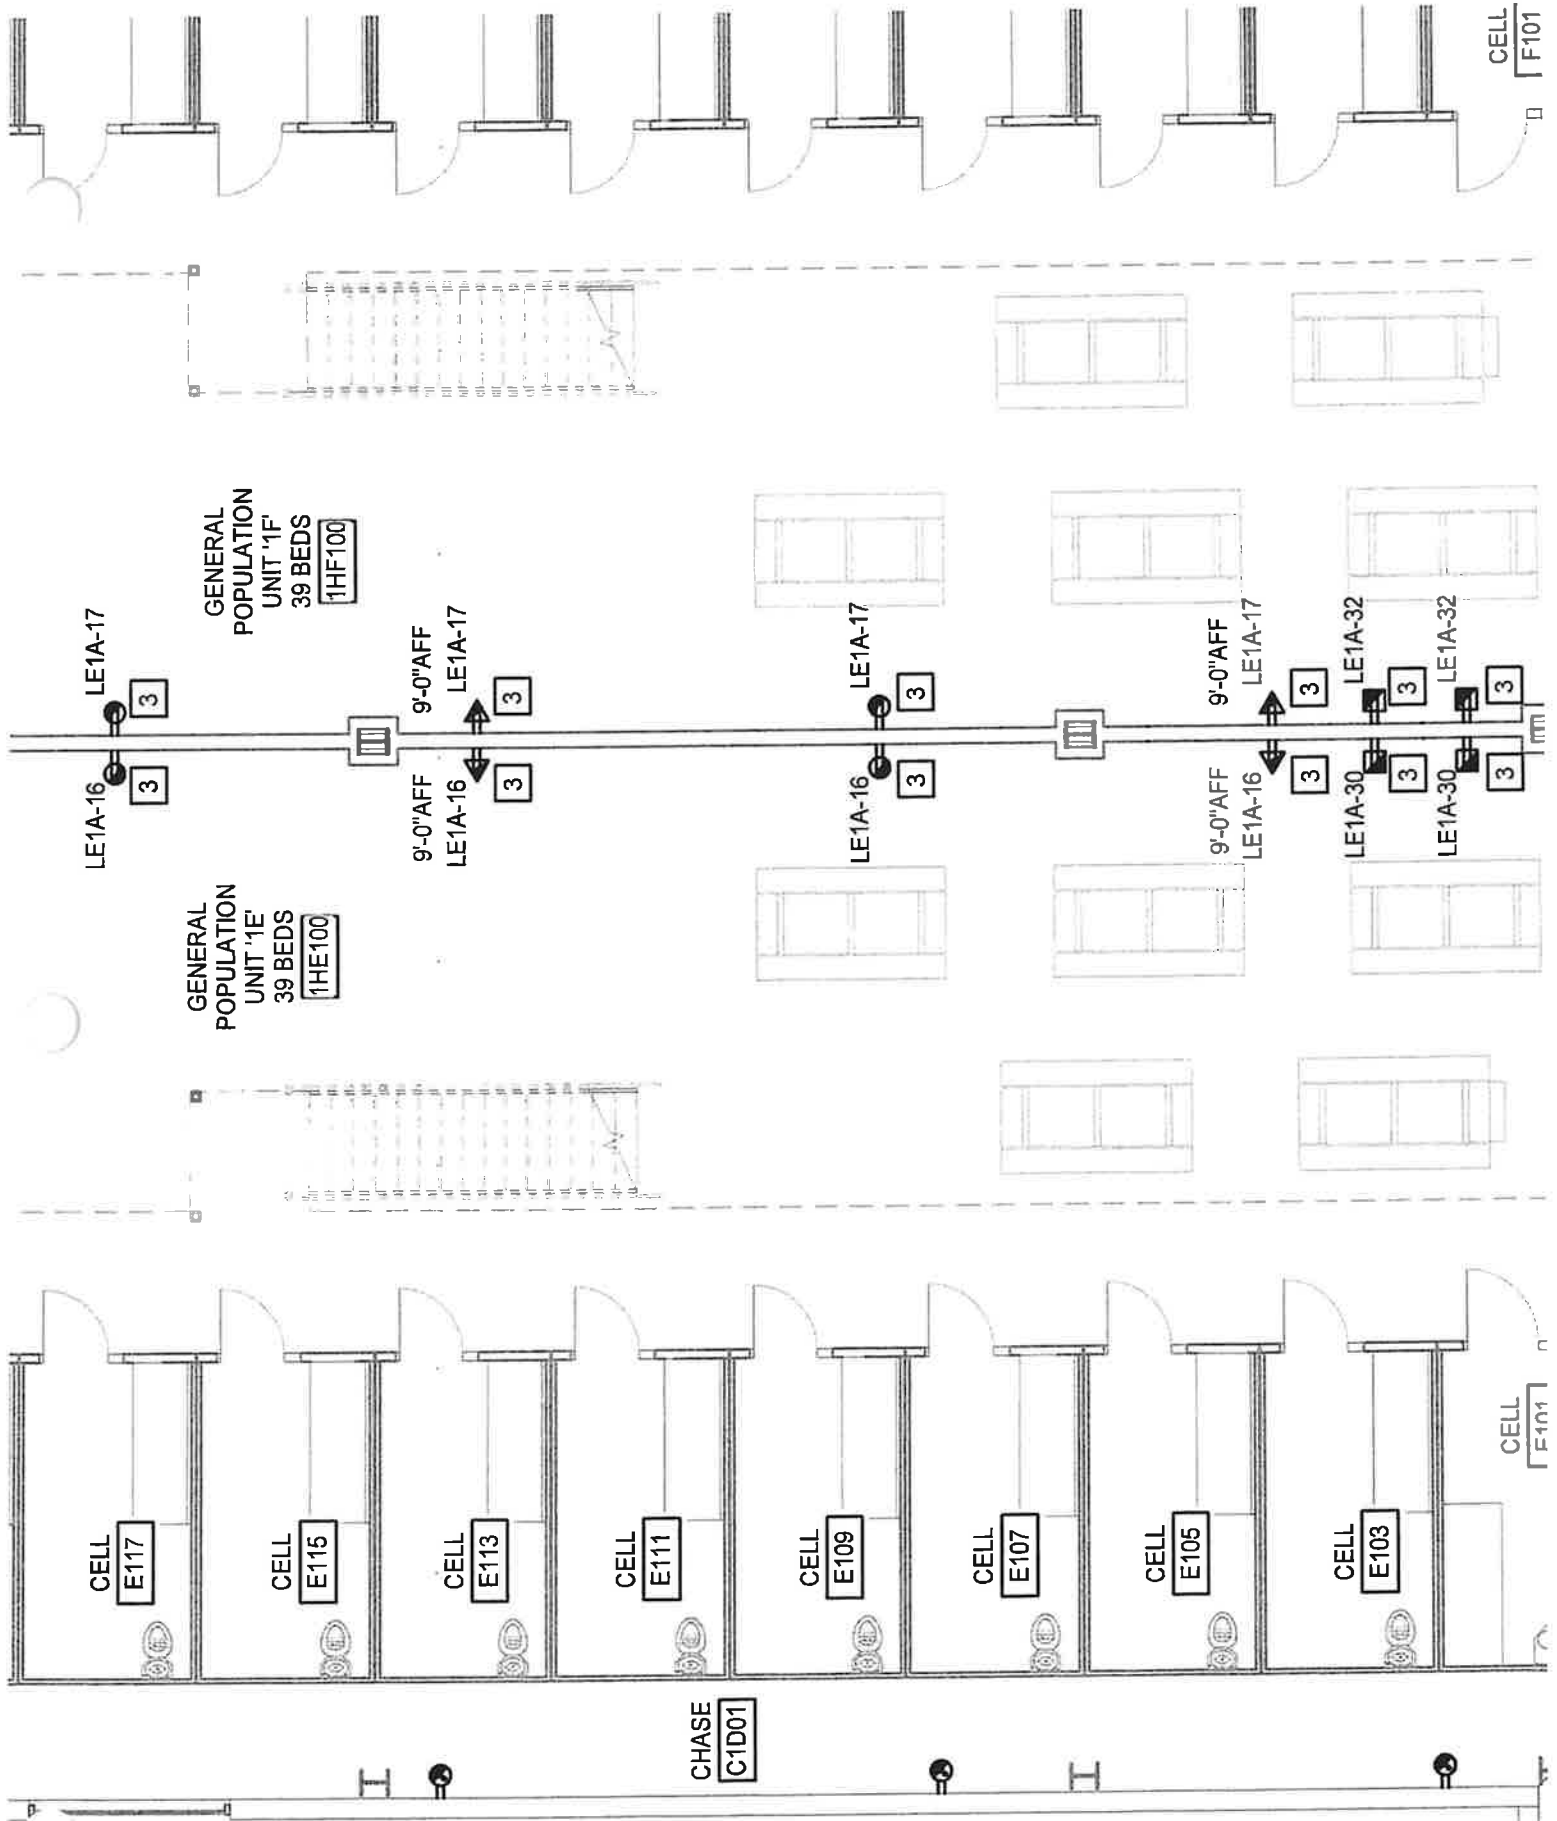 CELL
F101
GENERAL
POPULATION
UNIT '1F'
39 BEDS
1HF100
LE1A-17
3
9'-0"AFF
LE1A-17
3
LE1A-17
3
9'-0"AFF
LE1A-17
3
LE1A-32
3
LE1A-32
3
LE1A-16
3
9'-0"AFF
LE1A-16
3
LE1A-16
3
9'-0"AFF
LE1A-16
3
LE1A-30
3
LE1A-30
3
GENERAL
POPULATION
UNIT '1E'
39 BEDS
1HE100
CELL
E117
CELL
E115
CELL
E113
CELL
E111
CELL
E109
CELL
E107
CELL
E105
CELL
E103
CELL
E101
CHASE
C1D01